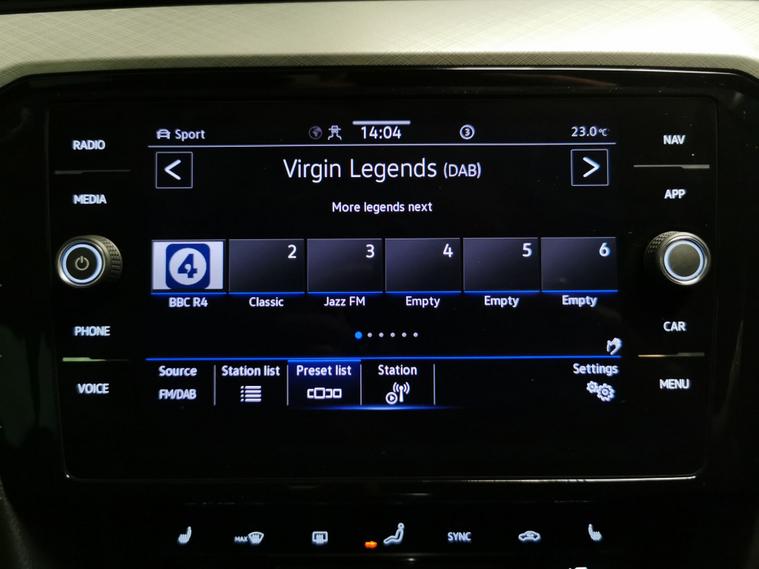 RADIO
MEDIA
PHONE
VOICE
Sport
14:04
3
23.0°C
< Virgin Legends (DAB) >
More legends next
4 2 3 4 5 6
BBC R4 Classic Jazz FM Empty Empty Empty
Source Station list Preset list Station Settings
FM/DAB
NAV
APP
CAR
MENU
MAX SYNC